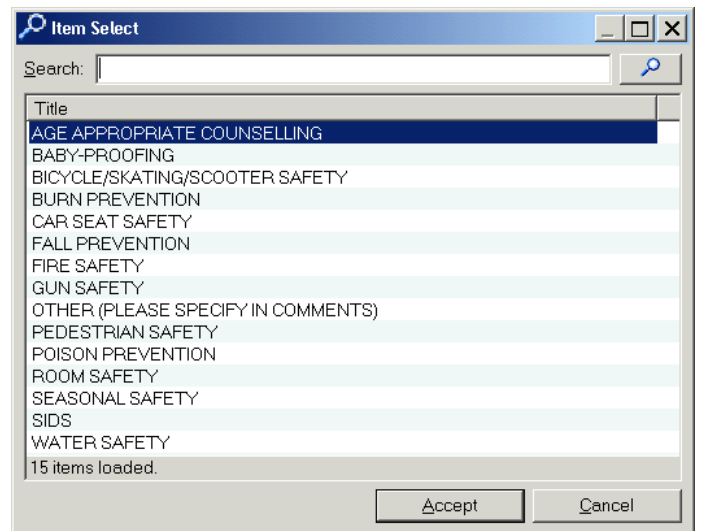 Item Select
Search:
Title
AGE APPROPRIATE COUNSELLING
BABY-PROOFING
BICYCLE/SKATING/SCOOTER SAFETY
BURN PREVENTION
CAR SEAT SAFETY
FALL PREVENTION
FIRE SAFETY
GUN SAFETY
OTHER (PLEASE SPECIFY IN COMMENTS)
PEDESTRIAN SAFETY
POISON PREVENTION
ROOM SAFETY
SEASONAL SAFETY
SIDS
WATER SAFETY
15 items loaded.
Accept Cancel